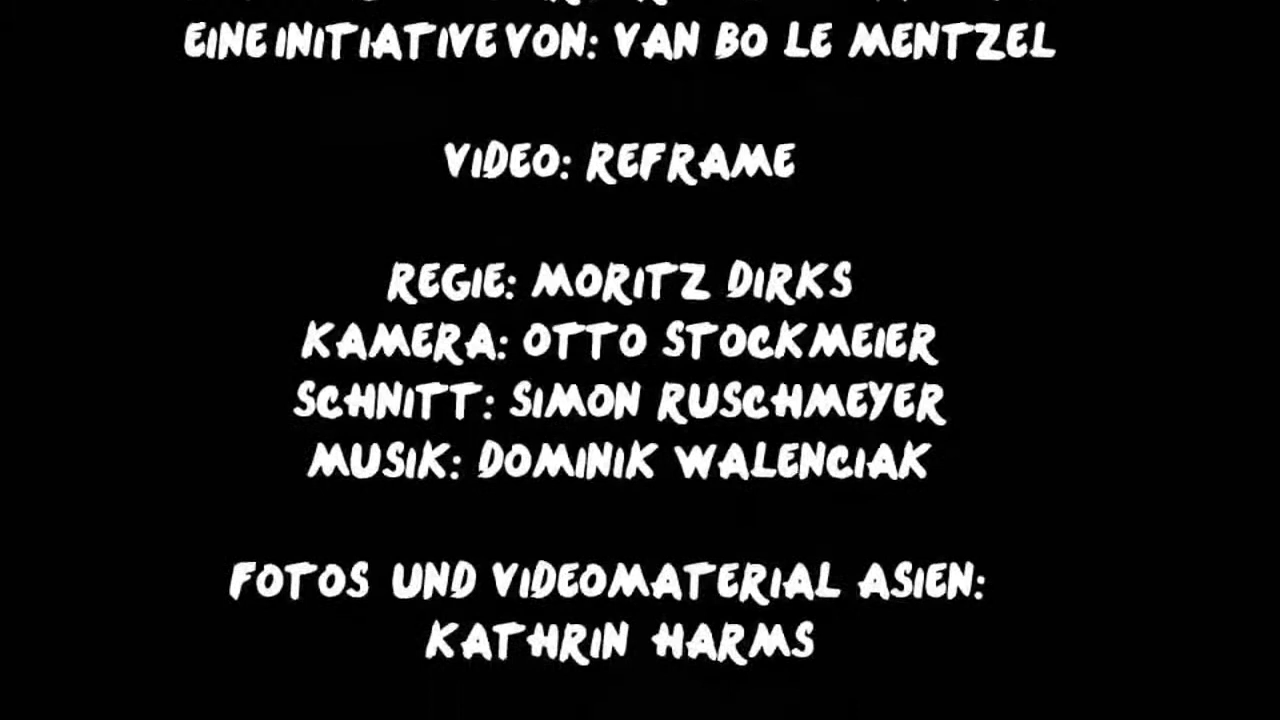 EINE INITIATIVE VON: VAN BO LE MENTZEL
VIDEO: REFRAME
REGIE: MORITZ DIRKS
KAMERA: OTTO STOCKMEIER
SCHNITT: SIMON RUSCHMEYER
MUSIK: DOMINIK WALENCIAK
FOTOS UND VIDEOMATERIAL ASIEN:
KATHRIN HARMS